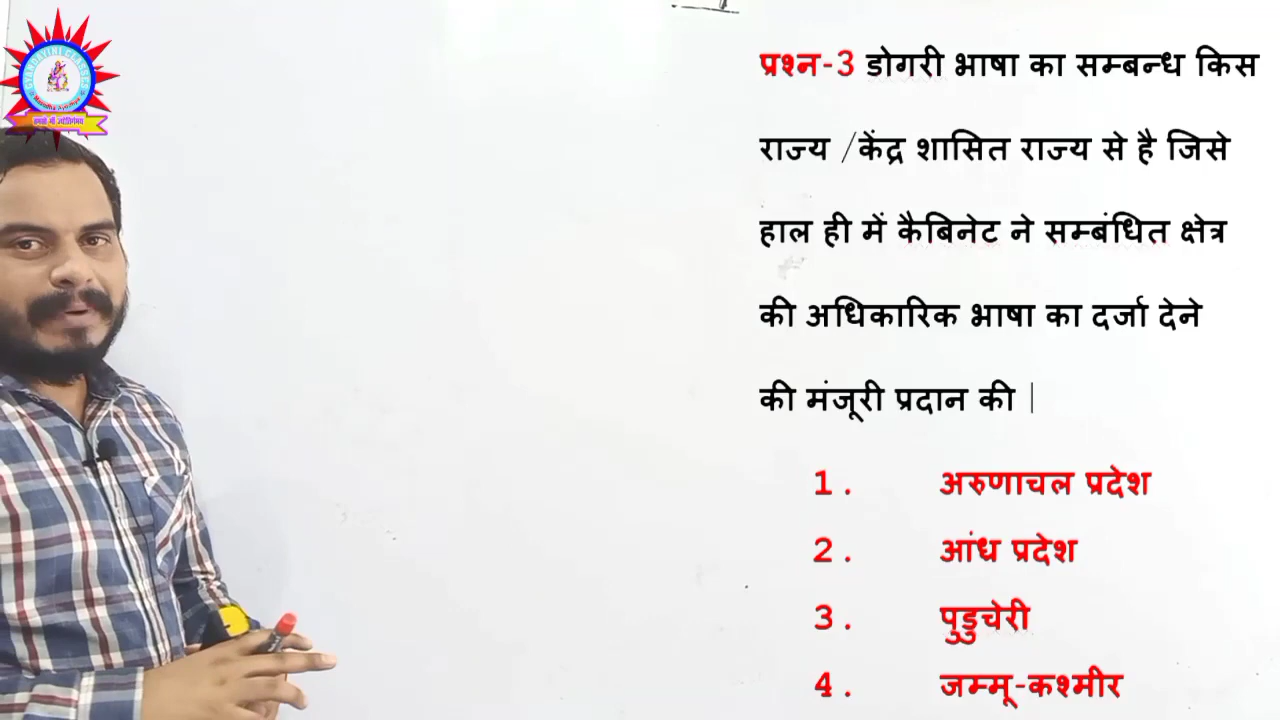 प्रश्न-3 डोगरी भाषा का सम्बन्ध किस
राज्य /केंद्र शासित राज्य से है जिसे
हाल ही में कैबिनेट ने सम्बंधित क्षेत्र
की अधिकारिक भाषा का दर्जा देने
की मंजूरी प्रदान की |
1. अरुणाचल प्रदेश
2. आंध प्रदेश
3. पुडुचेरी
4. जम्मू-कश्मीर